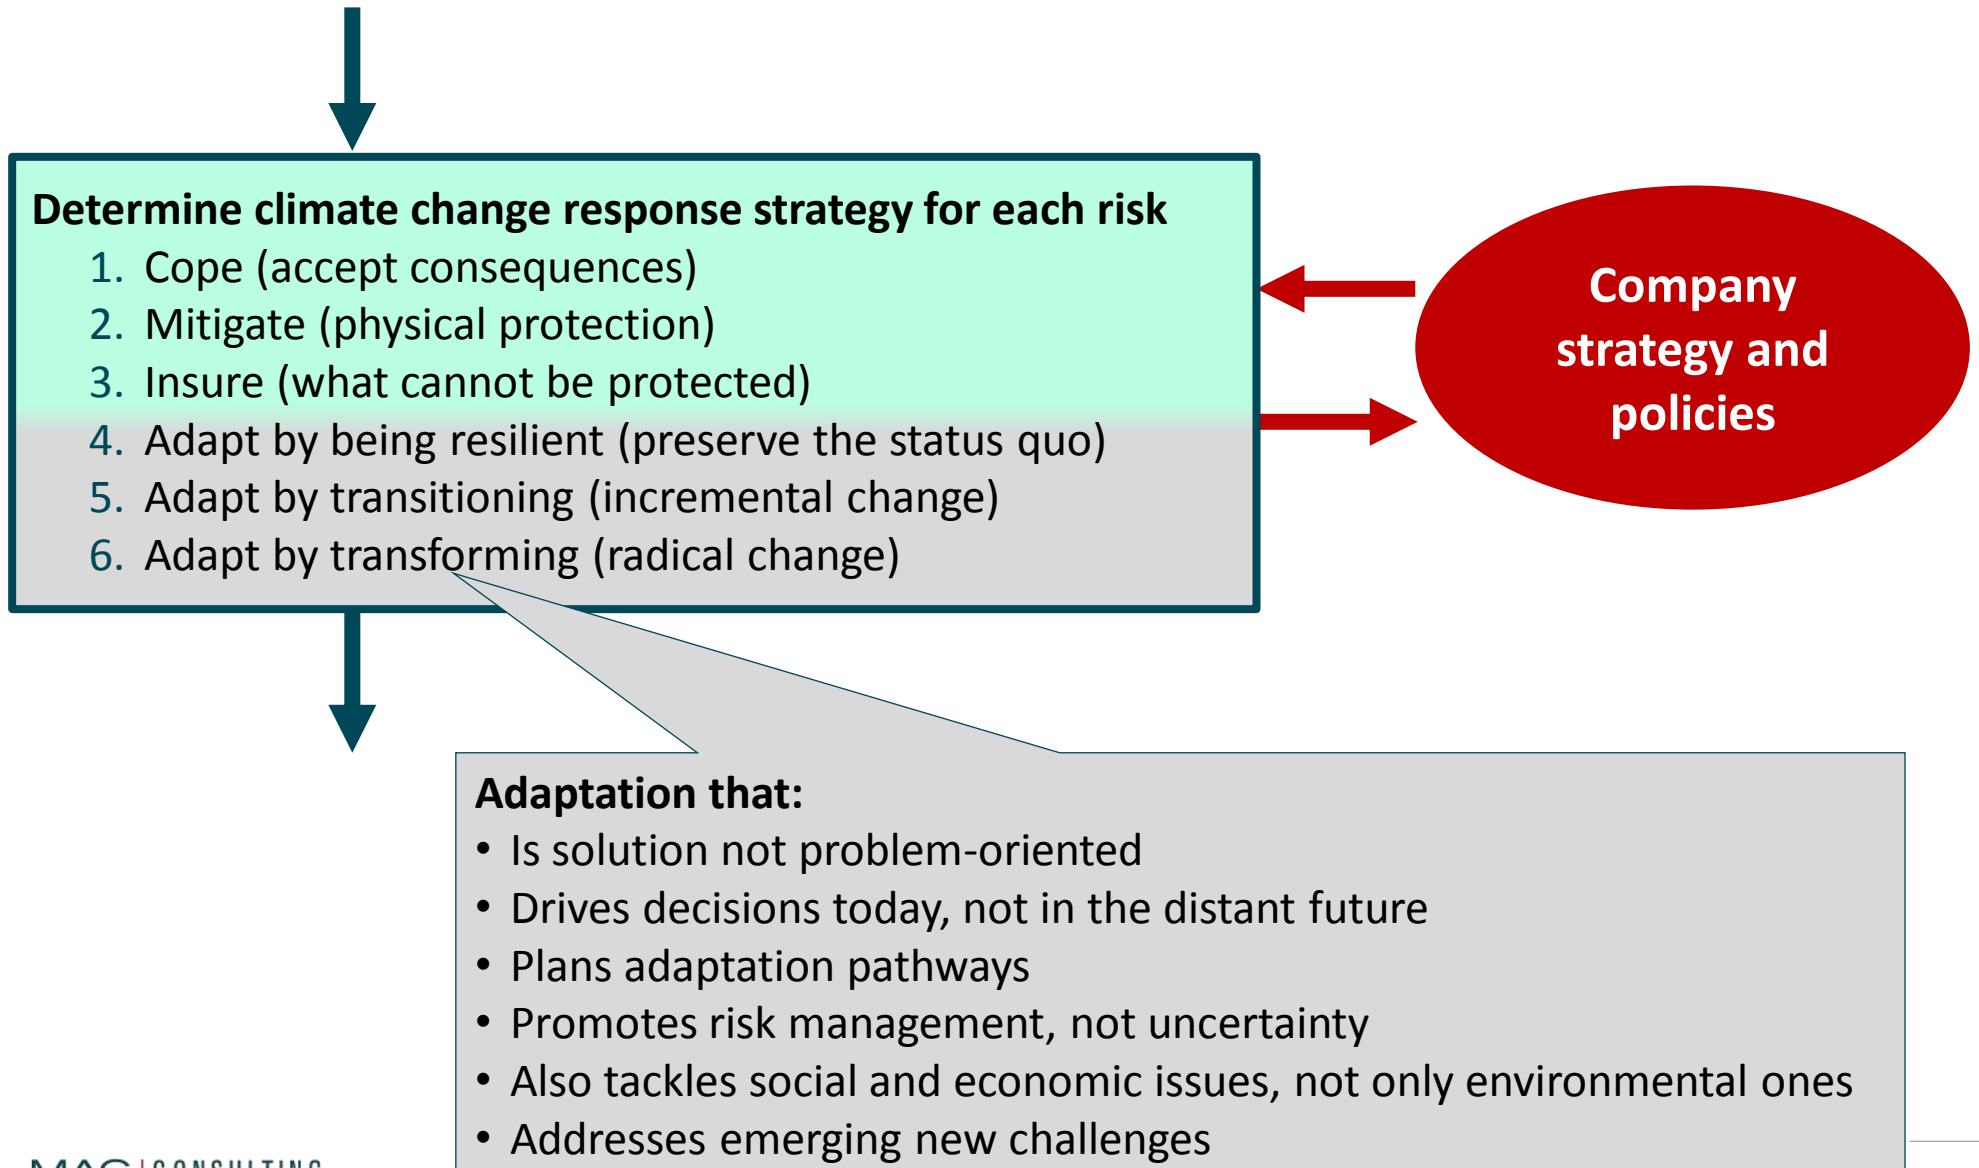 Determine climate change response strategy for each risk
1. Cope (accept consequences)
2. Mitigate (physical protection)
3. Insure (what cannot be protected)
4. Adapt by being resilient (preserve the status quo)
5. Adapt by transitioning (incremental change)
6. Adapt by transforming (radical change)
Company
strategy and
policies
Adaptation that:
• Is solution not problem-oriented
• Drives decisions today, not in the distant future
• Plans adaptation pathways
• Promotes risk management, not uncertainty
• Also tackles social and economic issues, not only environmental ones
• Addresses emerging new challenges
CONSULTING